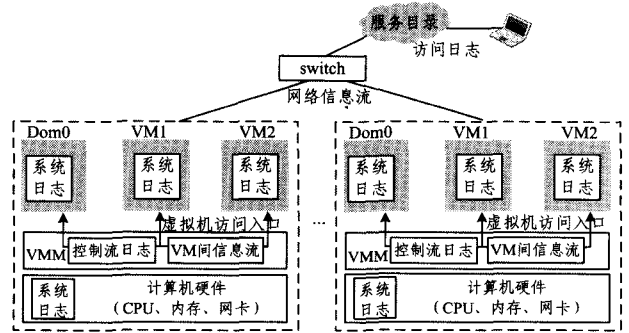 服务目录
访问日志
switch
网络信息流
Dom0 VM1 VM2
系统日志 系统日志 系统日志
虚拟机访问入口
VMM 控制流日志 VM间信息流
系统日志 计算机硬件
（CPU、内存、网卡）
...
Dom0 VM1 VM2
系统日志 系统日志 系统日志
虚拟机访问入口
VMM 控制流日志 VM间信息流
系统日志 计算机硬件
（CPU、内存、网卡）